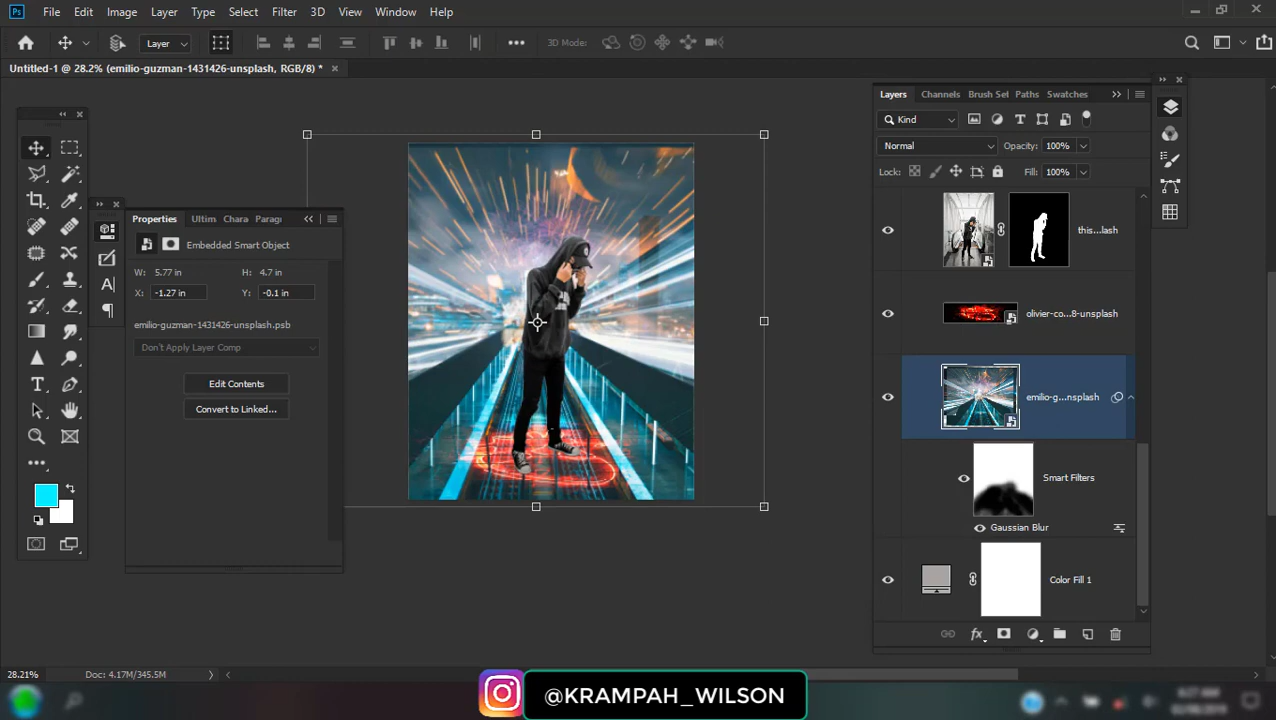 Ps File Edit Image Layer Type Select Filter 3D View Window Help
Layer 3D Mode:
Untitled-1 @ 28.2% (emilio-guzman-1431426-unsplash, RGB/8) *
Properties Ultim Chara Paragr
Embedded Smart Object
W: 5.77 in H: 4.7 in
X: -1.27 in Y: -0.1 in
emilio-guzman-1431426-unsplash.psb
Don't Apply Layer Comp
Edit Contents
Convert to Linked...
Layers Channels Brush Set Paths Swatches
Kind
Normal Opacity: 100%
Lock: Fill: 100%
this...lash
olivier-co...8-unsplash
emilio-g...nsplash
Smart Filters
Gaussian Blur
Color Fill 1
fx
28.21% Doc: 4.17M/345.5M
@KRAMPAH_WILSON